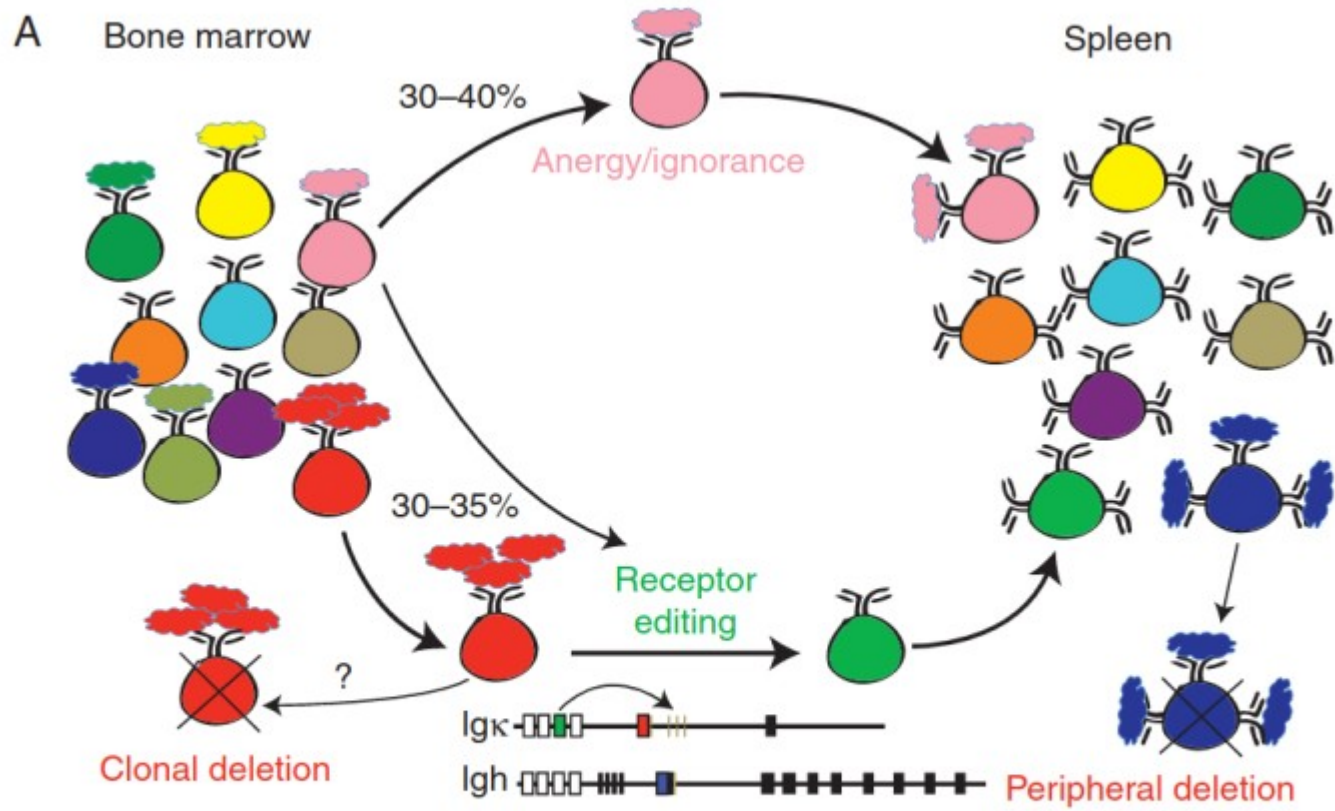 A
Bone marrow
Spleen
30–40%
Anergy/ignorance
30–35%
Receptor
editing
?
Igκ
Igh
Clonal deletion
Peripheral deletion